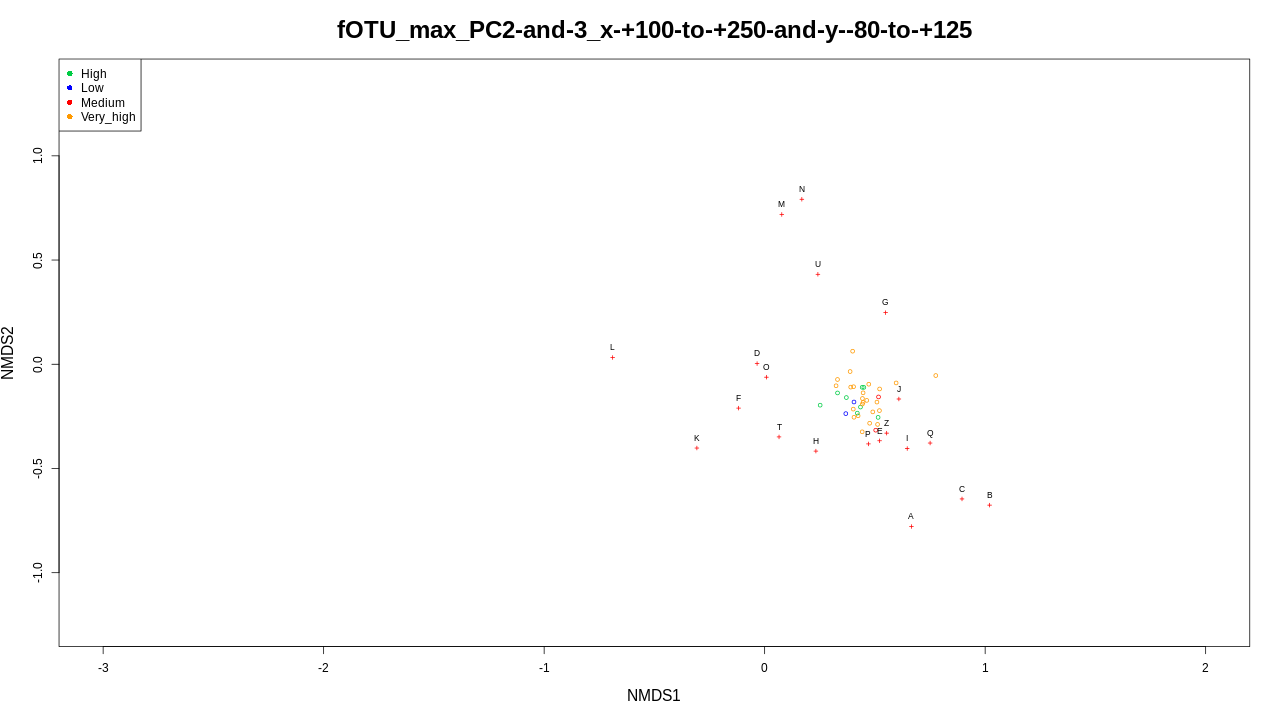 fOTU_max_PC2-and-3_x-+100-to-+250-and-y--80-to-+125
High
Low
Medium
Very_high
1.0
0.5
0.0
-0.5
-1.0
NMDS2
N
M
U
G
L
D
O
J
F
Z
T
P
E
Q
K
H
I
C
B
A
-3
-2
-1
0
1
2
NMDS1